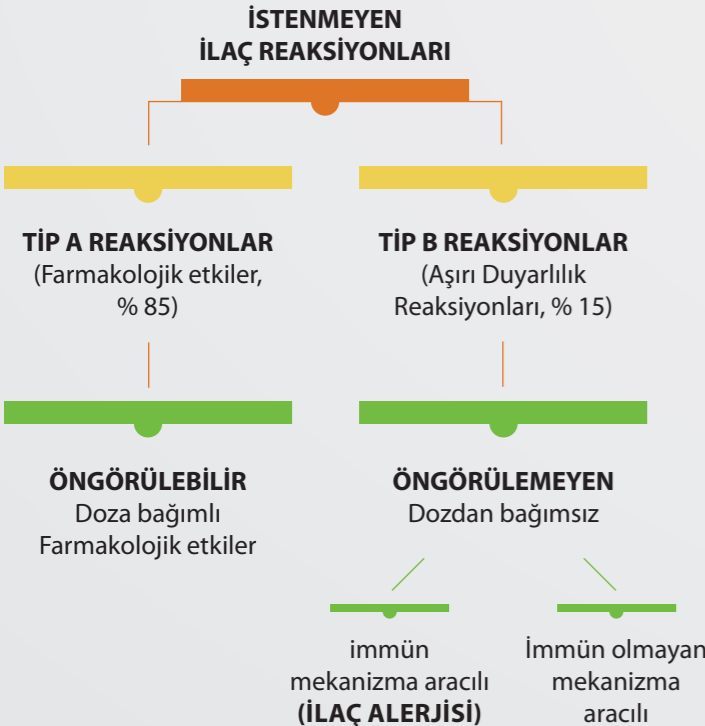 İSTENMEYEN
İLAÇ REAKSİYONLARI
TİP A REAKSİYONLAR
(Farmakolojik etkiler,
% 85)
TİP B REAKSİYONLAR
(Aşırı Duyarlılık
Reaksiyonları, % 15)
ÖNGÖRÜLEBİLİR
Doza bağımlı
Farmakolojik etkiler
ÖNGÖRÜLEMEYEN
Dozdan bağımsız
immün
mekanizma aracılı
(İLAÇ ALERJİSİ)
İmmün olmayan
mekanizma
aracılı